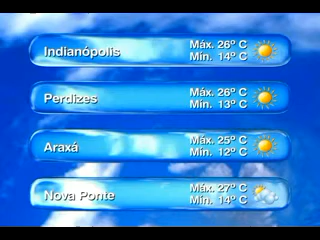 Indianópolis Máx. 26º C
Mín. 14º C
Perdizes Máx. 26º C
Mín. 13º C
Araxá Máx. 25º C
Mín. 12º C
Nova Ponte Máx. 27º C
Mín. 14º C